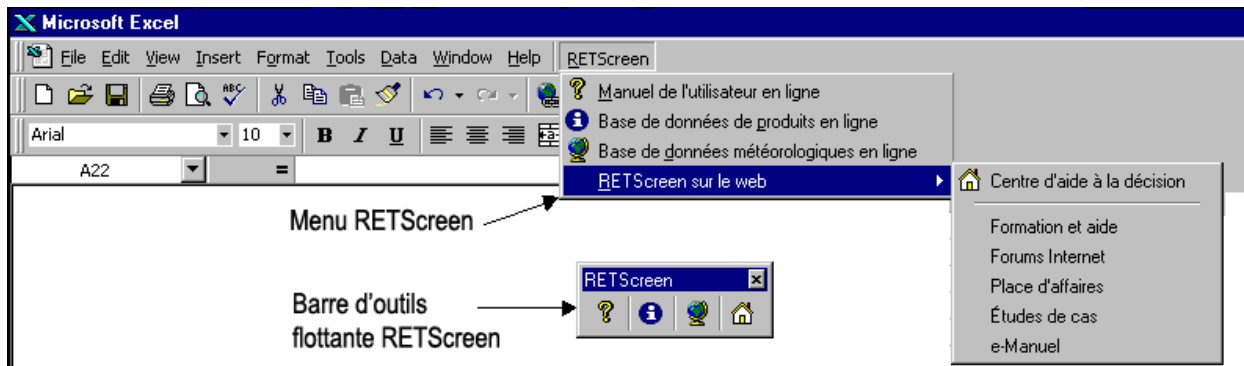 Microsoft Excel
File Edit View Insert Format Tools Data Window Help RETScreen
ABC
Arial 10 B I U
A22 =
Manuel de l'utilisateur en ligne
Base de données de produits en ligne
Base de données météorologiques en ligne
RETScreen sur le web
Centre d'aide à la décision
Formation et aide
Forums Internet
Place d'affaires
Études de cas
e-Manuel
Menu RETScreen
RETScreen
Barre d'outils
flottante RETScreen